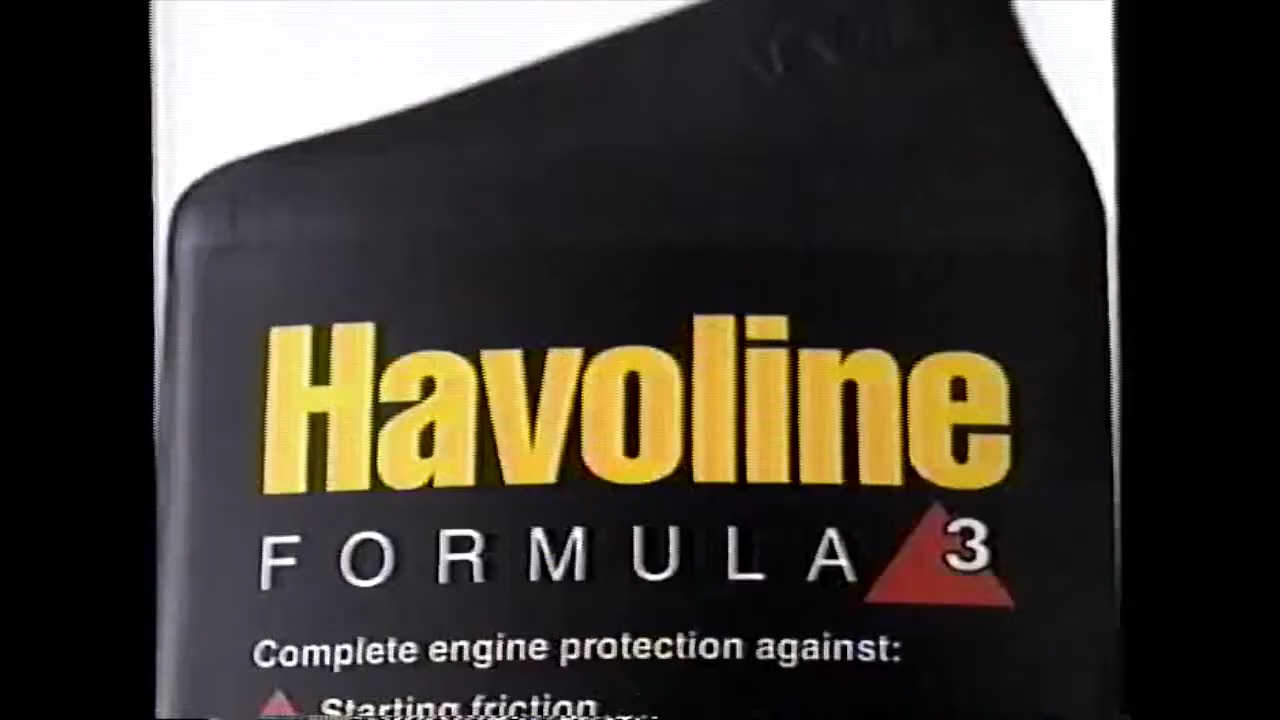 Havoline
FORMULA 3
Complete engine protection against:
Starting friction